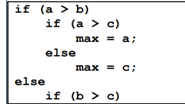 if (a > b)
    if (a > c)
        max = a;
    else
        max = c;
else
    if (b > c)